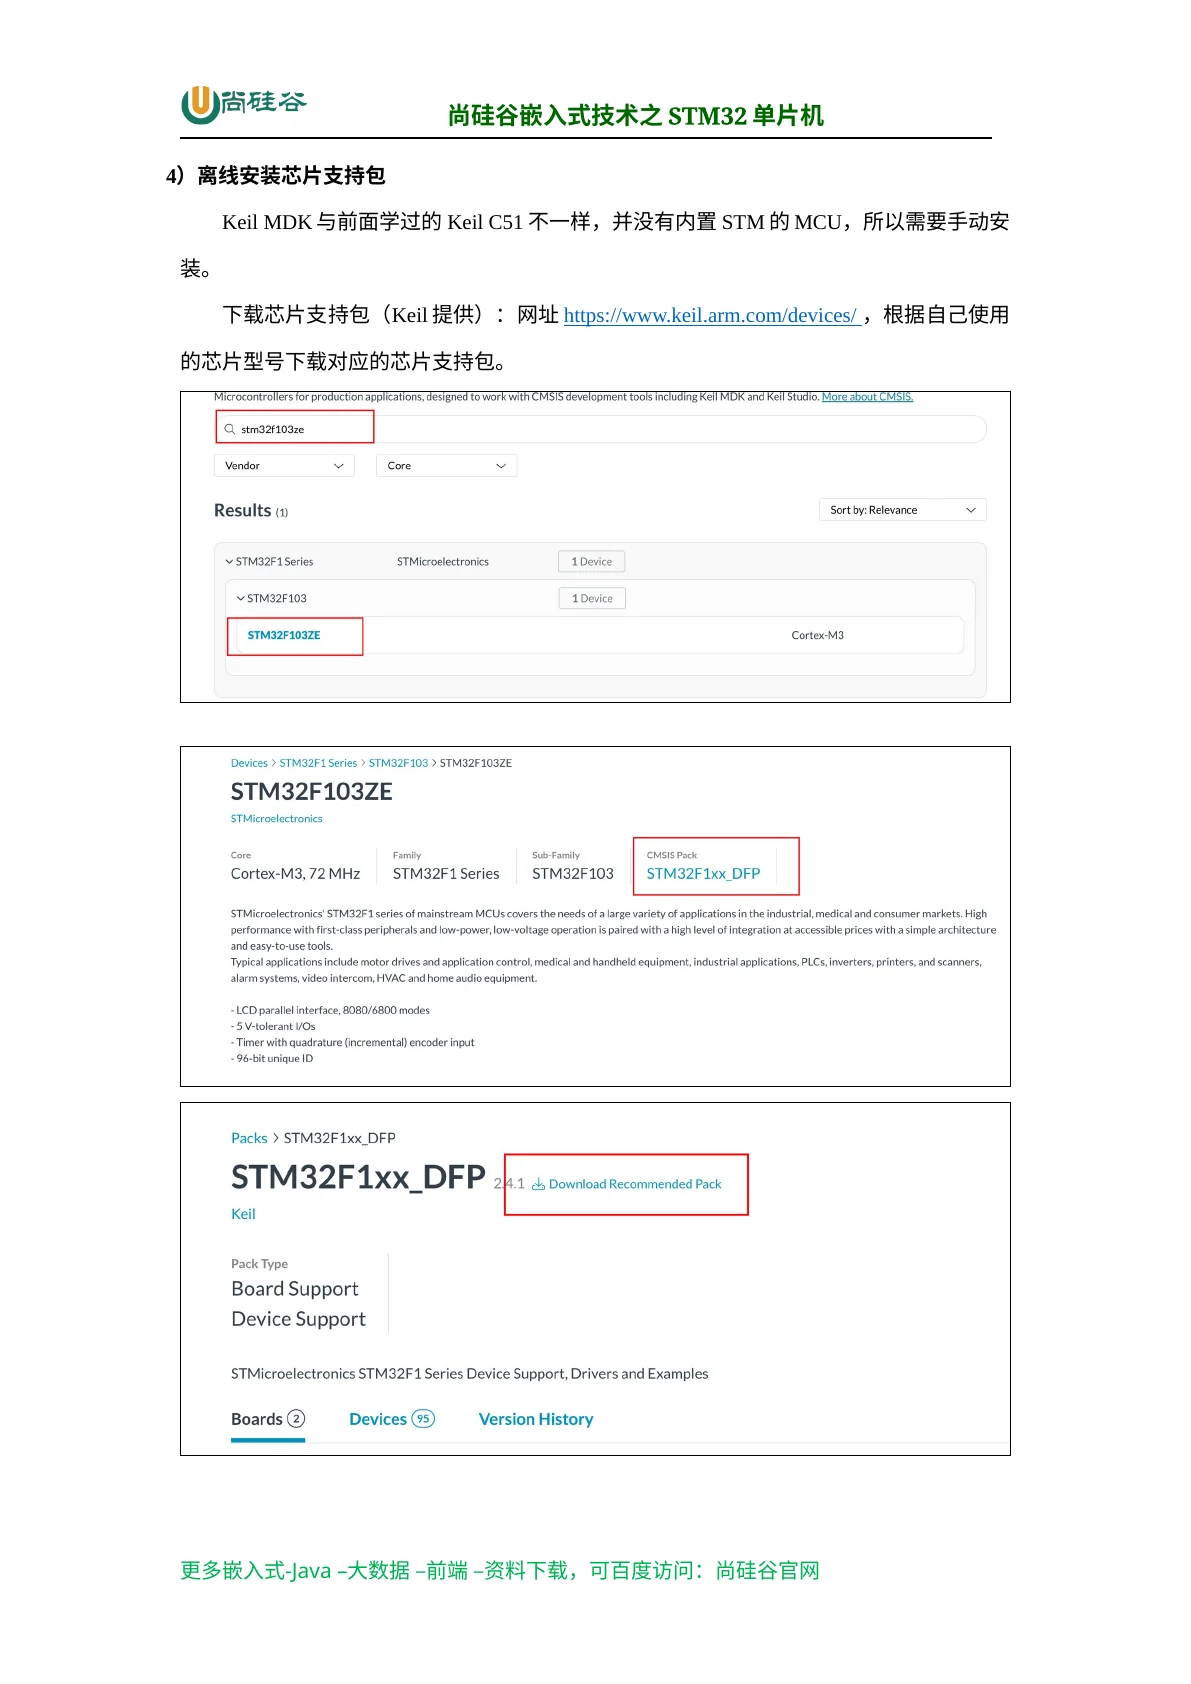 尚硅谷
尚硅谷嵌入式技术之 STM32 单片机
4）离线安装芯片支持包
Keil MDK 与前面学过的 Keil C51 不一样，并没有内置 STM 的 MCU，所以需要手动安
装。
下载芯片支持包（Keil 提供）：网址 https://www.keil.arm.com/devices/ ，根据自己使用
的芯片型号下载对应的芯片支持包。
Microcontrollers for production applications, designed to work with CMSIS development tools including Keil MDK and Keil Studio. More about CMSIS.
stm32f103ze
Vendor Core
Results (1) Sort by: Relevance
STM32F1 Series STMicroelectronics 1 Device
STM32F103 1 Device
STM32F103ZE Cortex-M3
Devices > STM32F1 Series > STM32F103 > STM32F103ZE
STM32F103ZE
STMicroelectronics
Core Family Sub-Family CMSIS Pack
Cortex-M3, 72 MHz STM32F1 Series STM32F103 STM32F1xx_DFP
STMicroelectronics' STM32F1 series of mainstream MCUs covers the needs of a large variety of applications in the industrial, medical and consumer markets. High
performance with first-class peripherals and low-power, low-voltage operation is paired with a high level of integration at accessible prices with a simple architecture
and easy-to-use tools.
Typical applications include motor drives and application control, medical and handheld equipment, industrial applications, PLCs, inverters, printers, and scanners,
alarm systems, video intercom, HVAC and home audio equipment.
- LCD parallel interface, 8080/6800 modes
- 5 V-tolerant I/Os
- Timer with quadrature (incremental) encoder input
- 96-bit unique ID
Packs > STM32F1xx_DFP
STM32F1xx_DFP 2.4.1 Download Recommended Pack
Keil
Pack Type
Board Support
Device Support
STMicroelectronics STM32F1 Series Device Support, Drivers and Examples
Boards 2 Devices 95 Version History
更多嵌入式-Java –大数据 –前端 –资料下载，可百度访问：尚硅谷官网